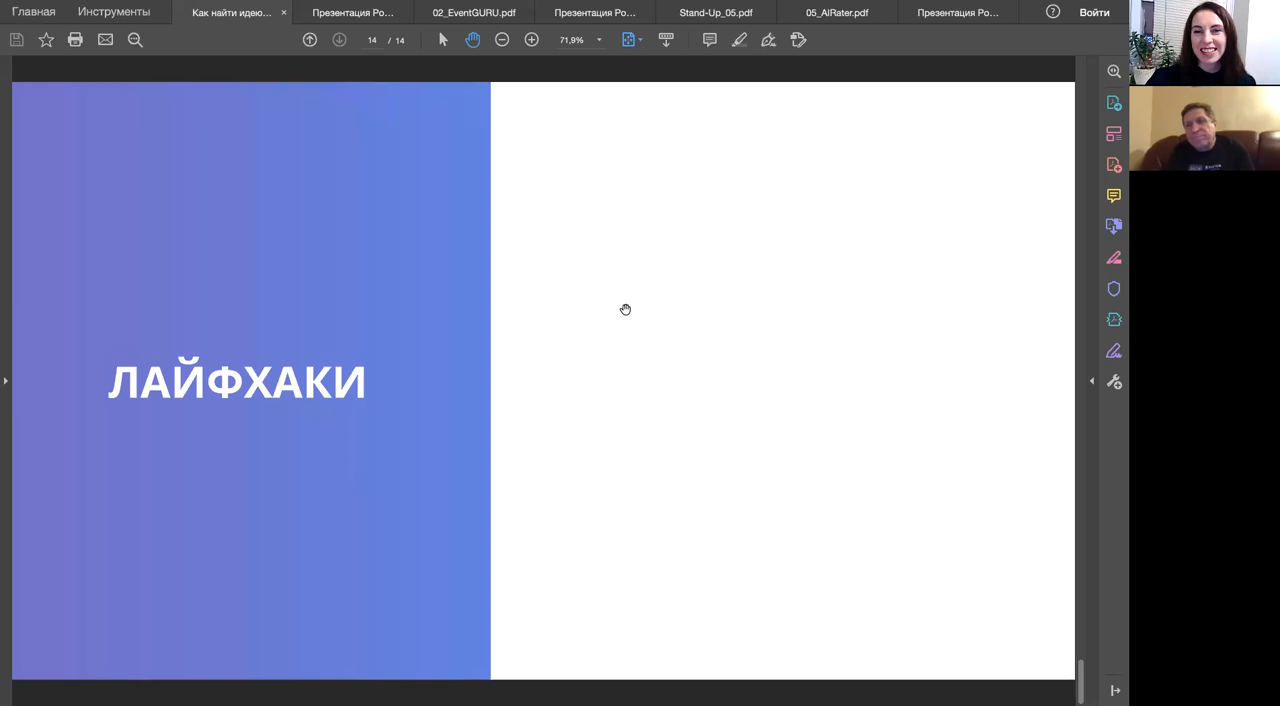 Главная
Инструменты
Как найти идею...
Презентация Ро...
02_EventGURU.pdf
Презентация Ро...
Stand-Up_05.pdf
05_AIRater.pdf
Презентация Ро...
Войти
14 / 14
71,9%
ЛАЙФХАКИ